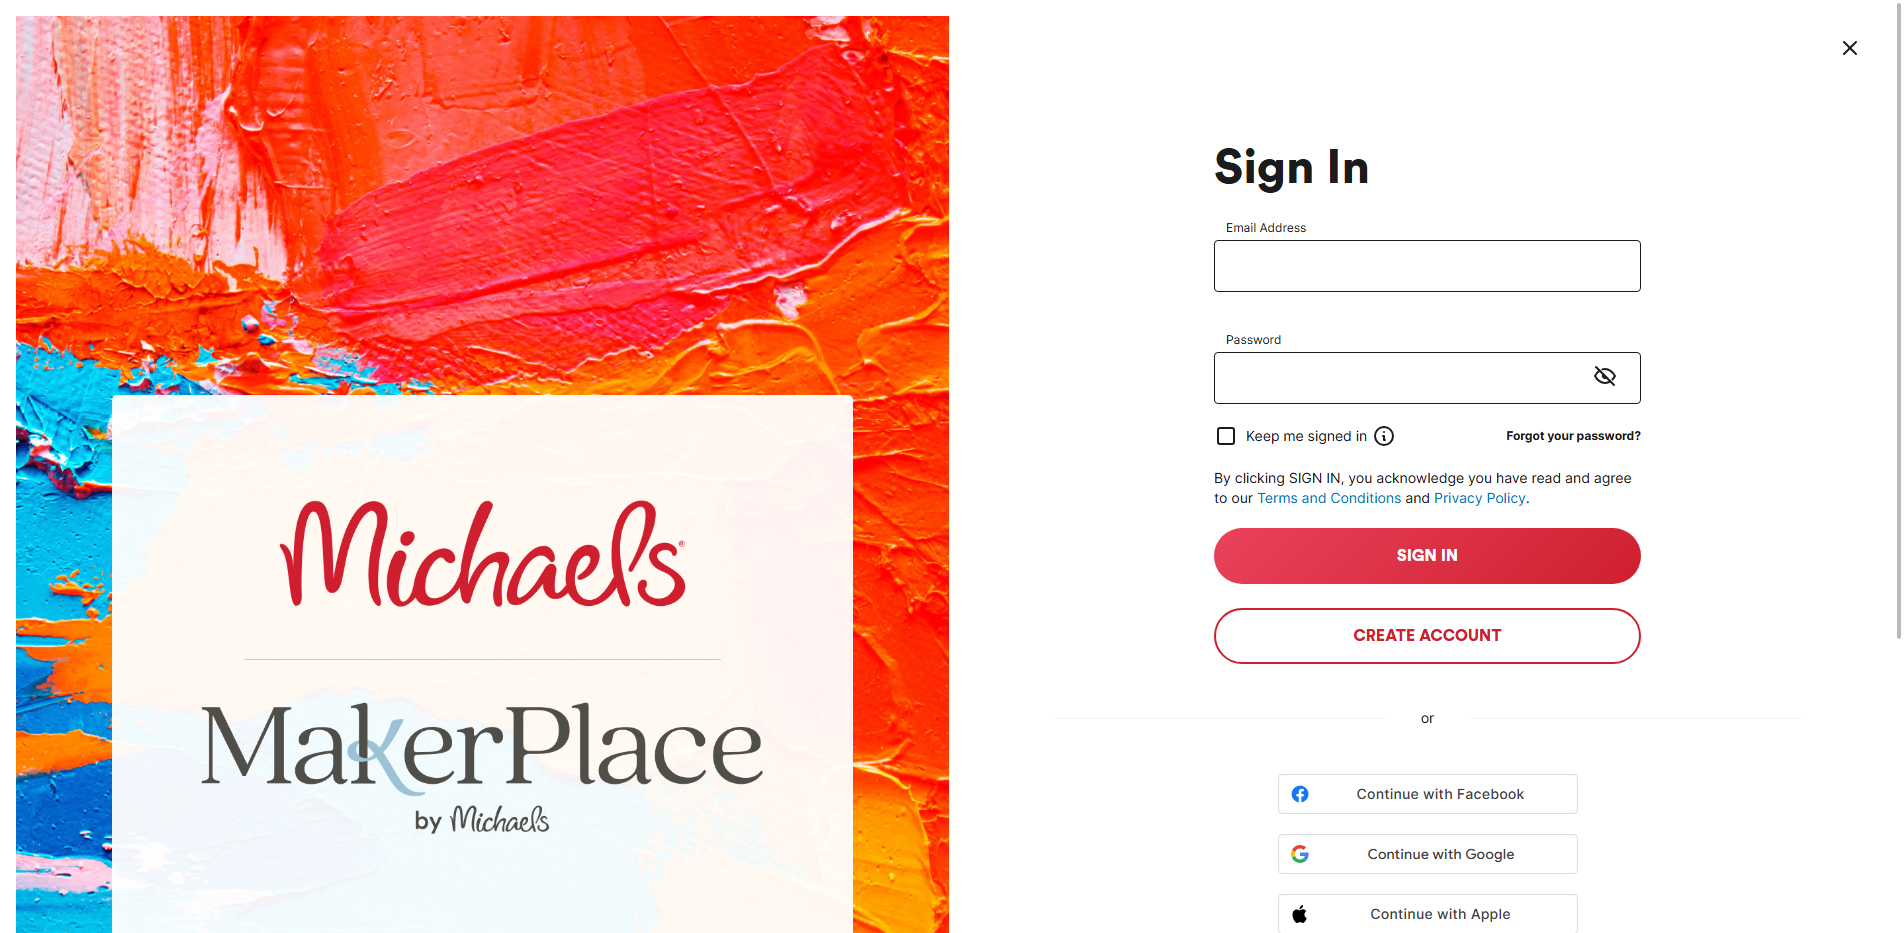 Michaels
MakerPlace
by Michaels
Sign In
Email Address
Password
Keep me signed in
Forgot your password?
By clicking SIGN IN, you acknowledge you have read and agree
to our Terms and Conditions and Privacy Policy.
SIGN IN
CREATE ACCOUNT
or
Continue with Facebook
Continue with Google
Continue with Apple